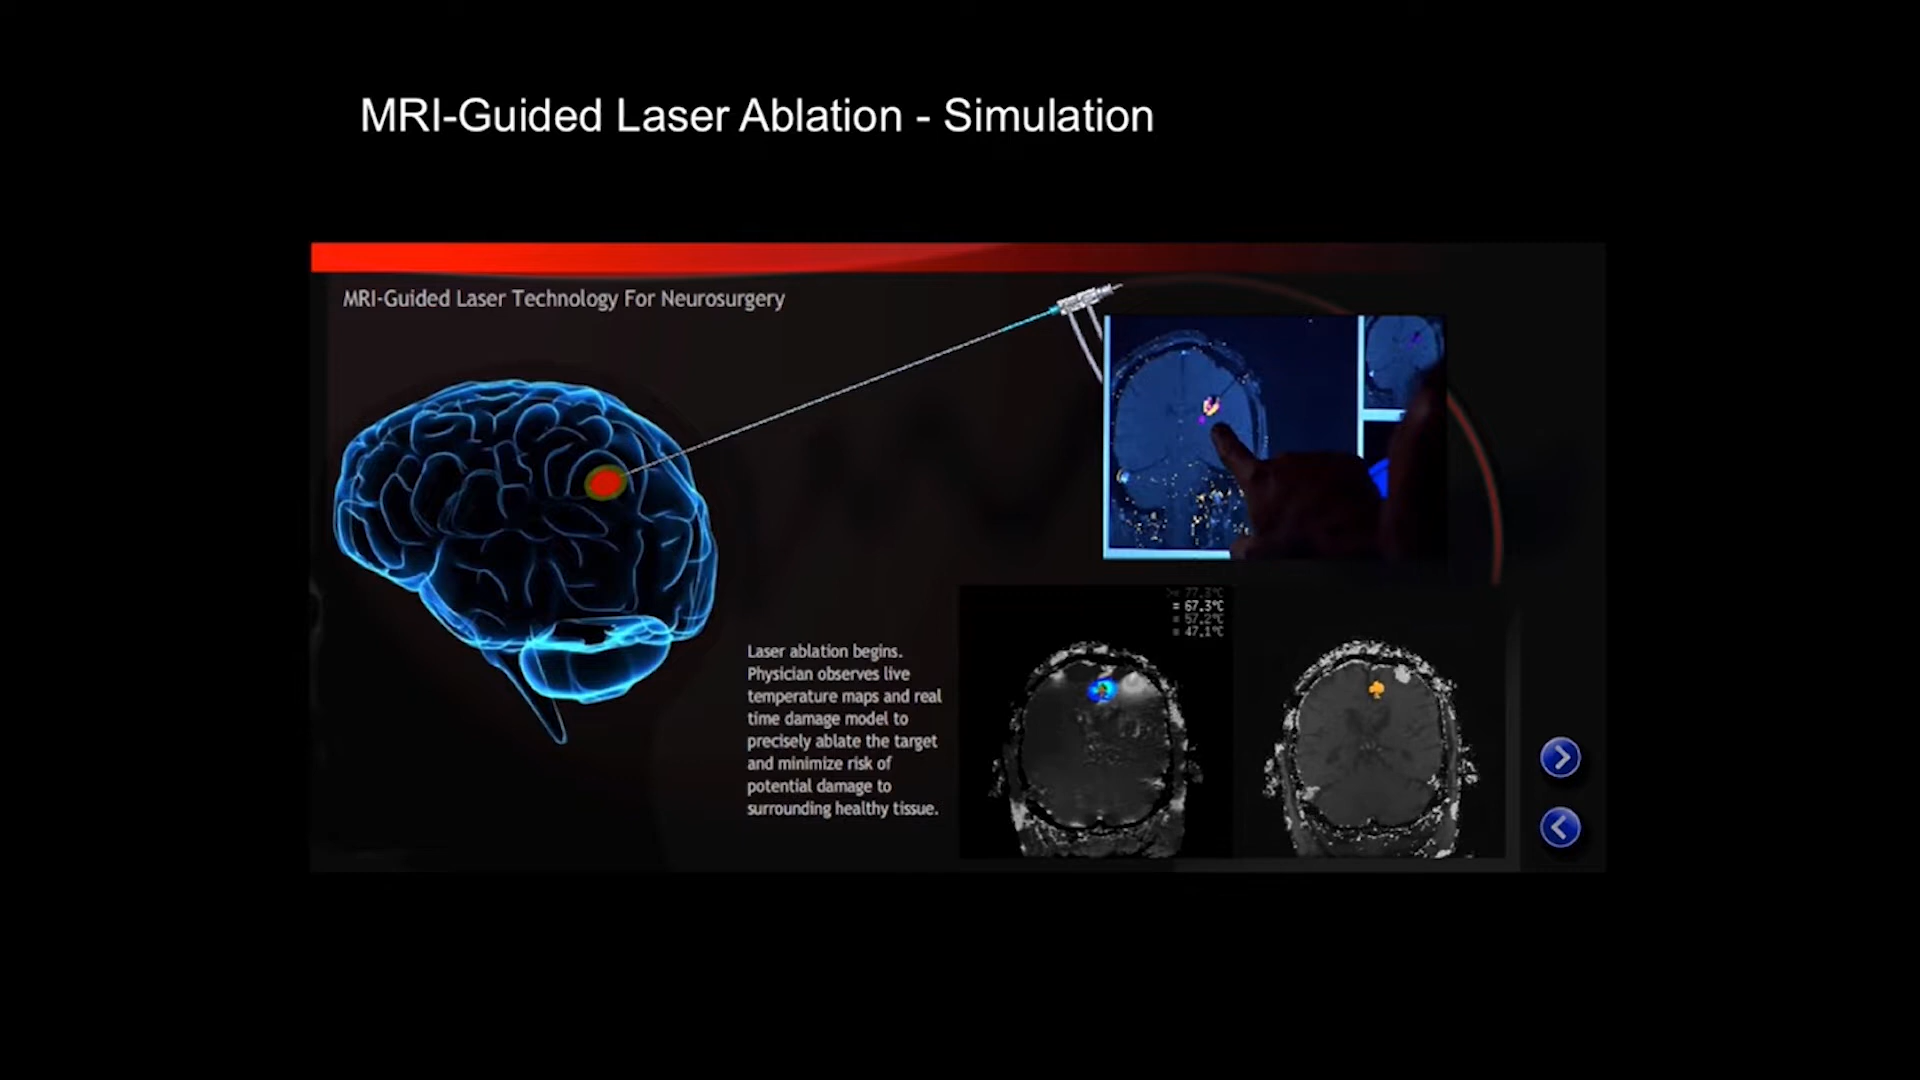 MRI-Guided Laser Ablation - Simulation
MRI-Guided Laser Technology For Neurosurgery
>= 77.3°C
= 67.3°C
= 57.2°C
= 47.1°C
Laser ablation begins.
Physician observes live
temperature maps and real
time damage model to
precisely ablate the target
and minimize risk of
potential damage to
surrounding healthy tissue.